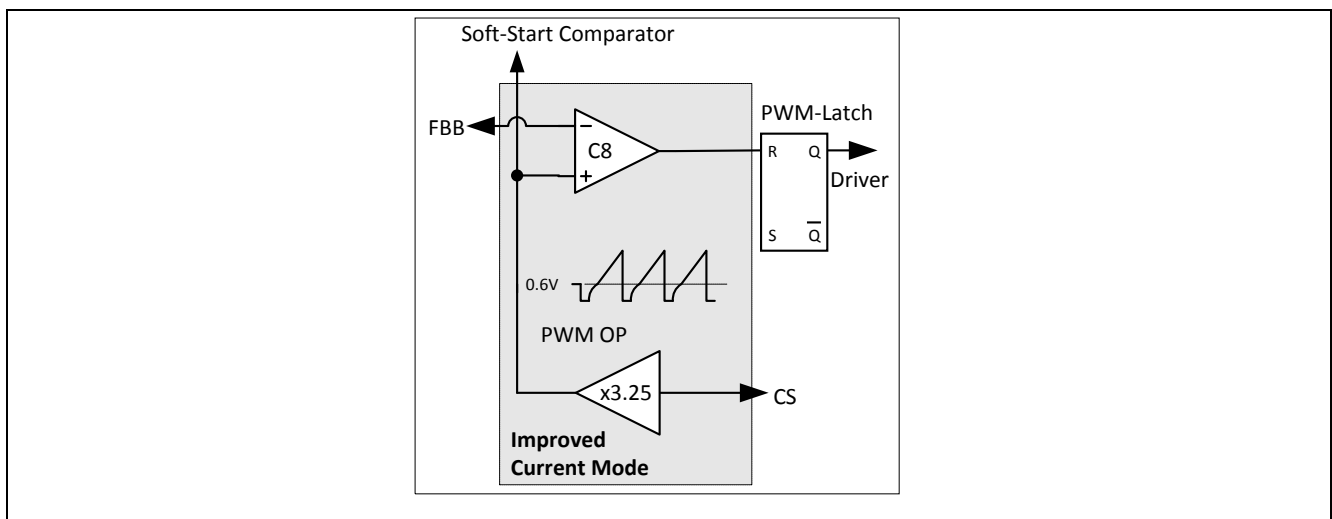 Soft-Start Comparator
PWM-Latch
FBB
−
C8
+
R
Q
Driver
S
Q̅
0.6V
PWM OP
x3.25
CS
Improved
Current Mode